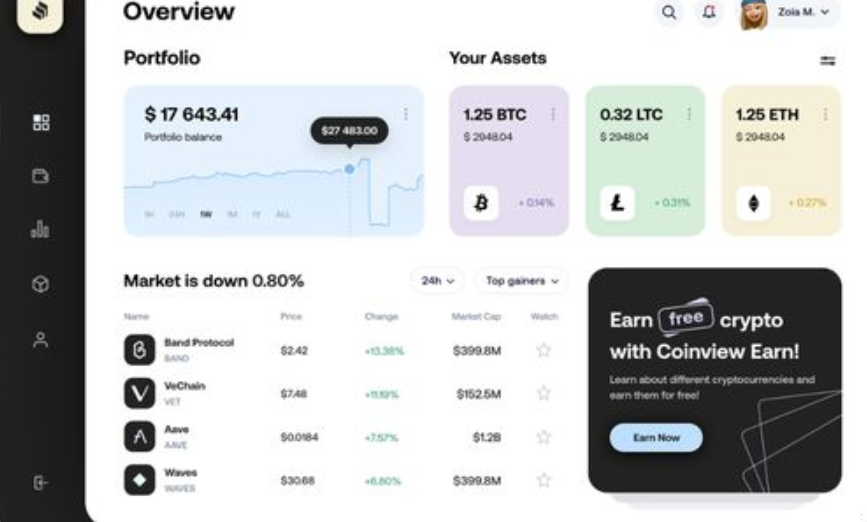 Overview
Zoia M.
Portfolio
Your Assets
$ 17 643.41
Portfolio balance
$27 483.00
1W 1M 1Y ALL
1.25 BTC
$ 2948.04
+ 0.14%
0.32 LTC
$ 2948.04
+ 0.31%
1.25 ETH
$ 2948.04
+ 0.27%
Market is down 0.80%
24h
Top gainers
Name Price Change Market Cap Watch
Band Protocol
BAND
$2.42 +13.38% $399.8M
VeChain
VET
$7.48 +11.19% $152.5M
Aave
AAVE
$0.0184 +7.57% $1.2B
Waves
WAVES
$30.68 +6.80% $399.8M
Earn free crypto
with Coinview Earn!
Learn about different cryptocurrencies and
earn them for free!
Earn Now